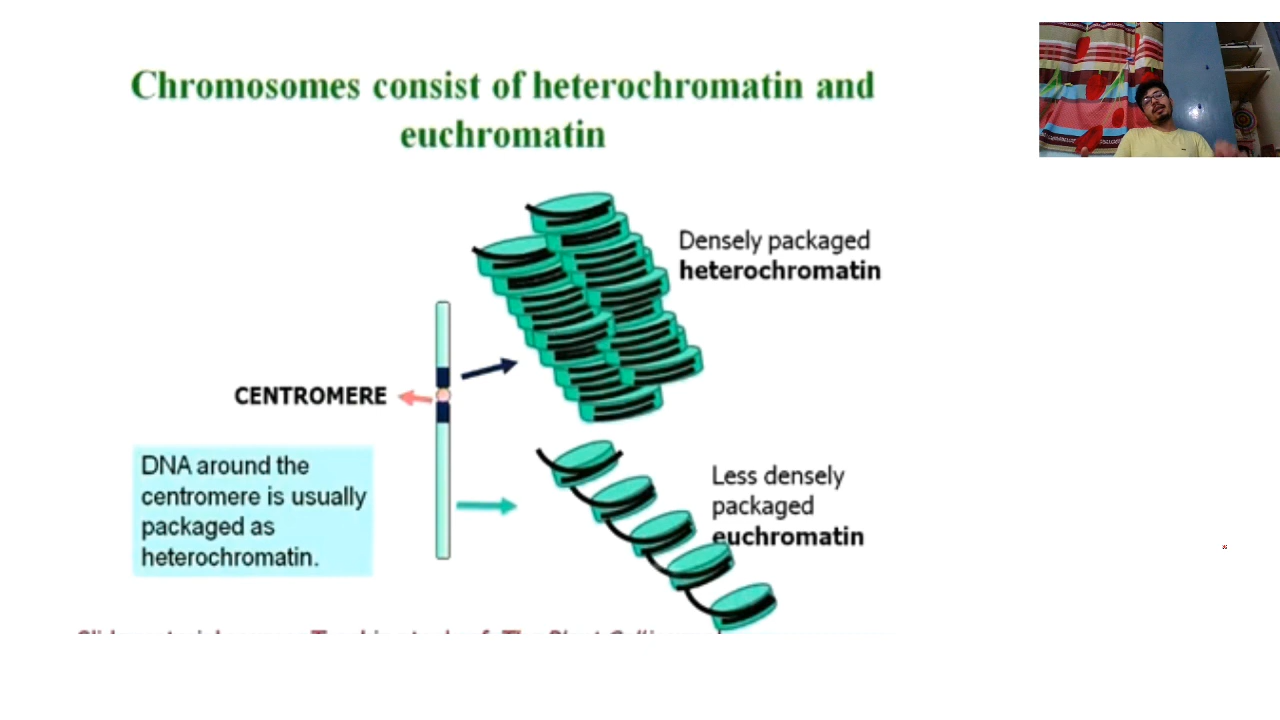 Chromosomes consist of heterochromatin and
euchromatin
Densely packaged
heterochromatin
CENTROMERE
DNA around the
centromere is usually
packaged as
heterochromatin.
Less densely
packaged
euchromatin